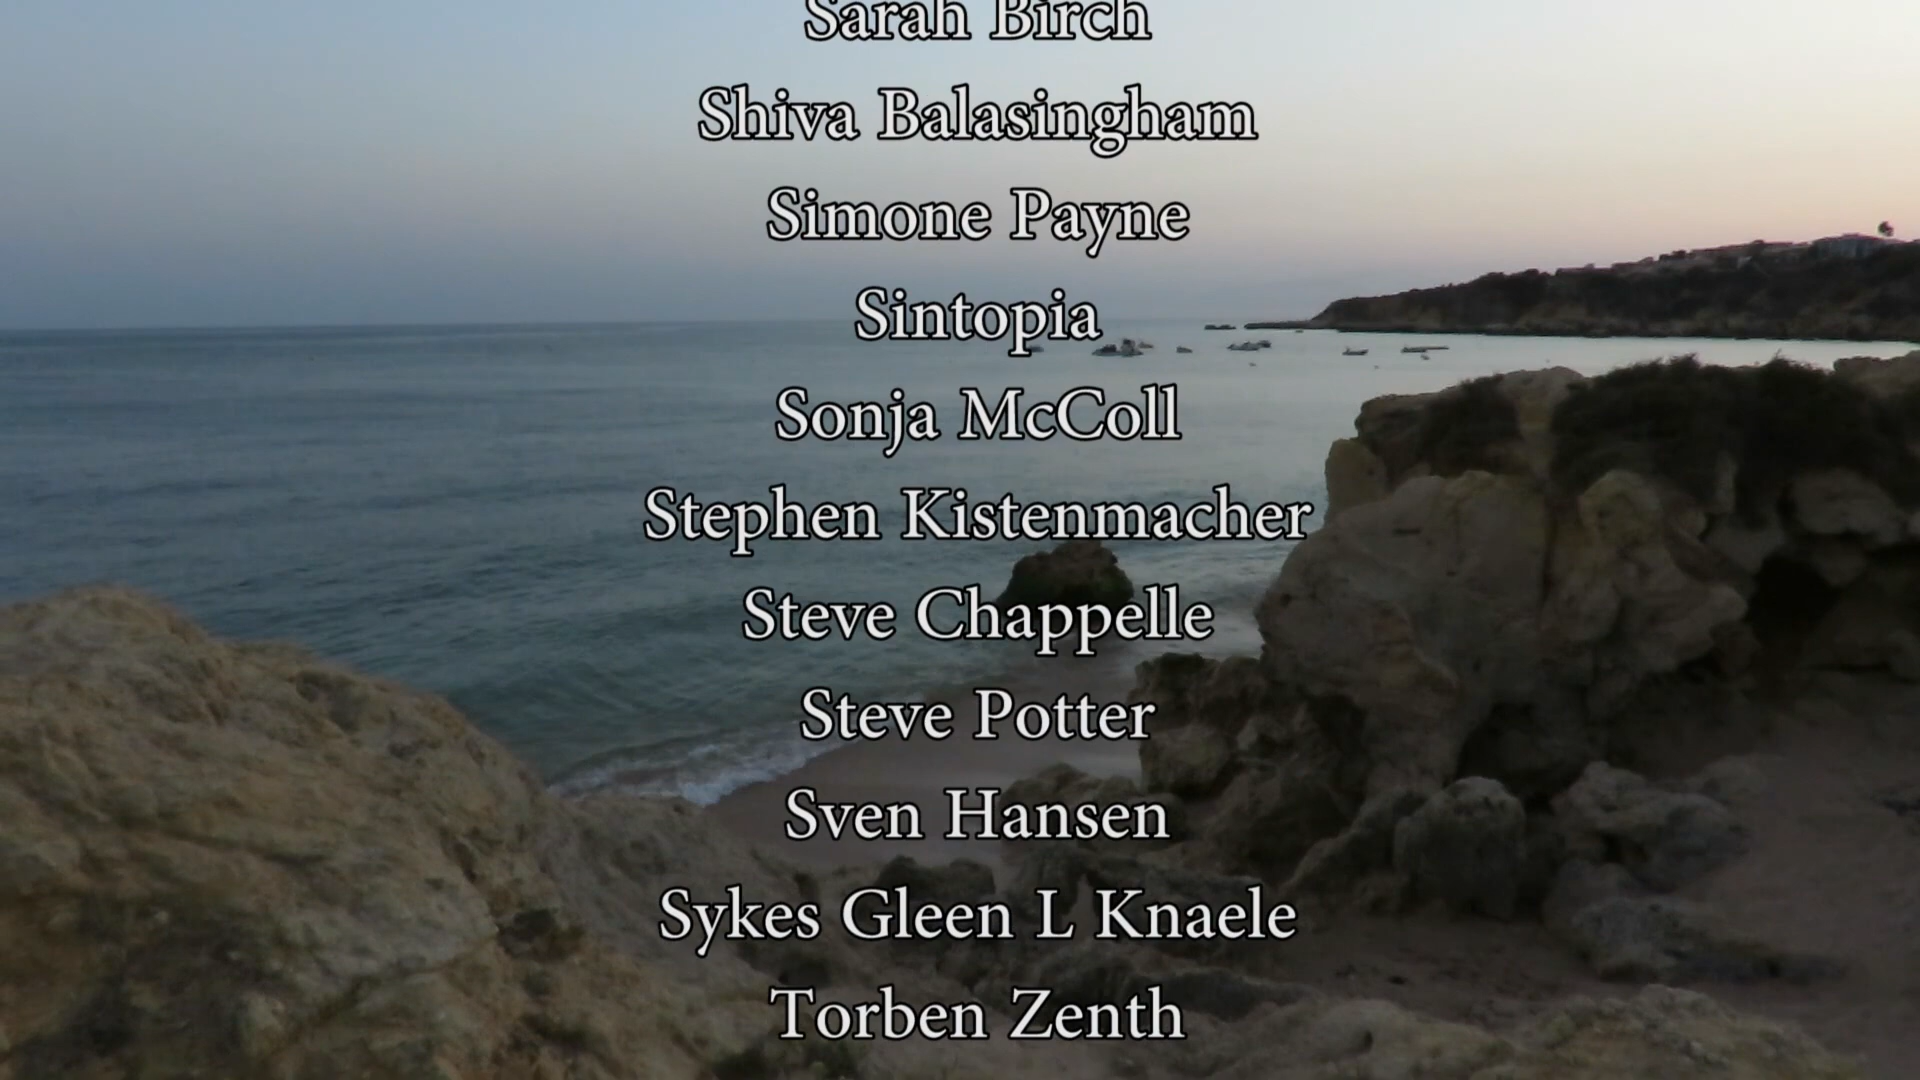 Sarah Birch
Shiva Balasingham
Simone Payne
Sintopia
Sonja McColl
Stephen Kistenmacher
Steve Chappelle
Steve Potter
Sven Hansen
Sykes Gleen L Knaele
Torben Zenth